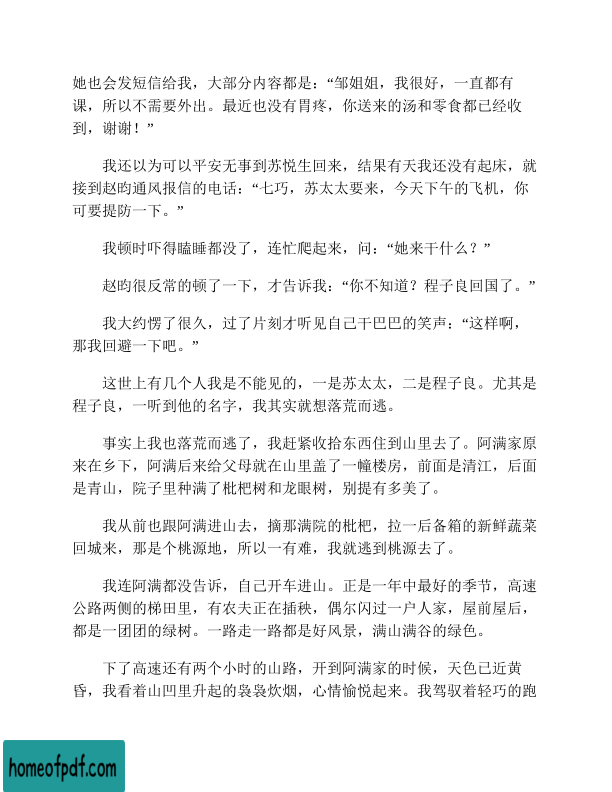 她也会发短信给我，大部分内容都是：“邹姐姐，我很好，一直都有
课，所以不需要外出。最近也没有胃疼，你送来的汤和零食都已经收
到，谢谢！”
我还以为可以平安无事到苏悦生回来，结果有天我还没有起床，就
接到赵昀通风报信的电话：“七巧，苏太太要来，今天下午的飞机，你
可要提防一下。”
我顿时吓得瞌睡都没了，连忙爬起来，问：“她来干什么？”
赵昀很反常的顿了一下，才告诉我：“你不知道？程子良回国了。”
我大约愣了很久，过了片刻才听见自己干巴巴的笑声：“这样啊，
那我回避一下吧。”
这世上有几个人我是不能见的，一是苏太太，二是程子良。尤其是
程子良，一听到他的名字，我其实就想落荒而逃。
事实上我也落荒而逃了，我赶紧收拾东西住到山里去了。阿满家原
来在乡下，阿满后来给父母就在山里盖了一幢楼房，前面是清江，后面
是青山，院子里种满了枇杷树和龙眼树，别提有多美了。
我从前也跟阿满进山去，摘那满院的枇杷，拉一后备箱的新鲜蔬菜
回城来，那是个桃源地，所以一有难，我就逃到桃源去了。
我连阿满都没告诉，自己开车进山。正是一年中最好的季节，高速
公路两侧的梯田里，有农夫正在插秧，偶尔闪过一户人家，屋前屋后，
都是一团团的绿树。一路走一路都是好风景，满山满谷的绿色。
下了高速还有两个小时的山路，开到阿满家的时候，天色已近黄
昏，我看着山凹里升起的袅袅炊烟，心情愉悦起来。我驾驭着轻巧的跑
homeofpdf.com